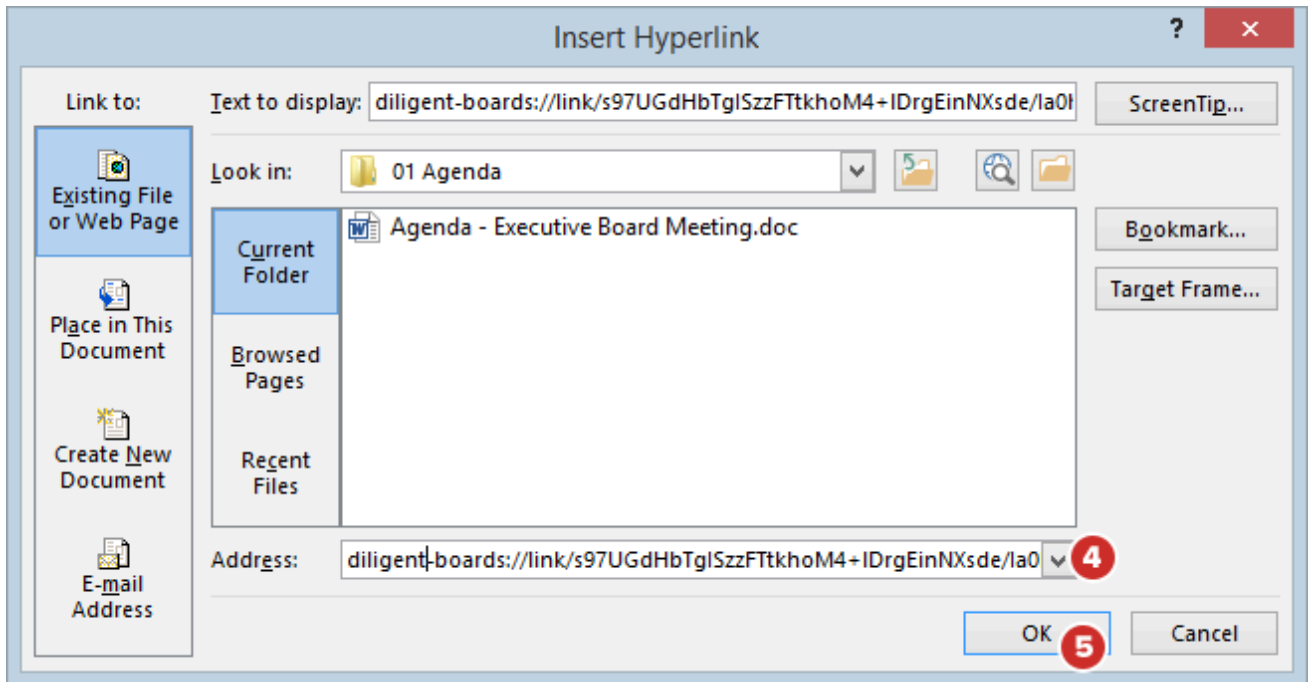 Insert Hyperlink
?
Link to:
Text to display: diligent-boards://link/s97UGdHbTglSzzFTtkhoM4+IDrgEinNXsde/la0
ScreenTip...
Existing File
or Web Page
Look in: 01 Agenda
Current
Folder
Agenda - Executive Board Meeting.doc
Bookmark...
Target Frame...
Place in This
Document
Browsed
Pages
Create New
Document
Recent
Files
E-mail
Address
Address: diligent-boards://link/s97UGdHbTglSzzFTtkhoM4+IDrgEinNXsde/la0
4
OK
5
Cancel